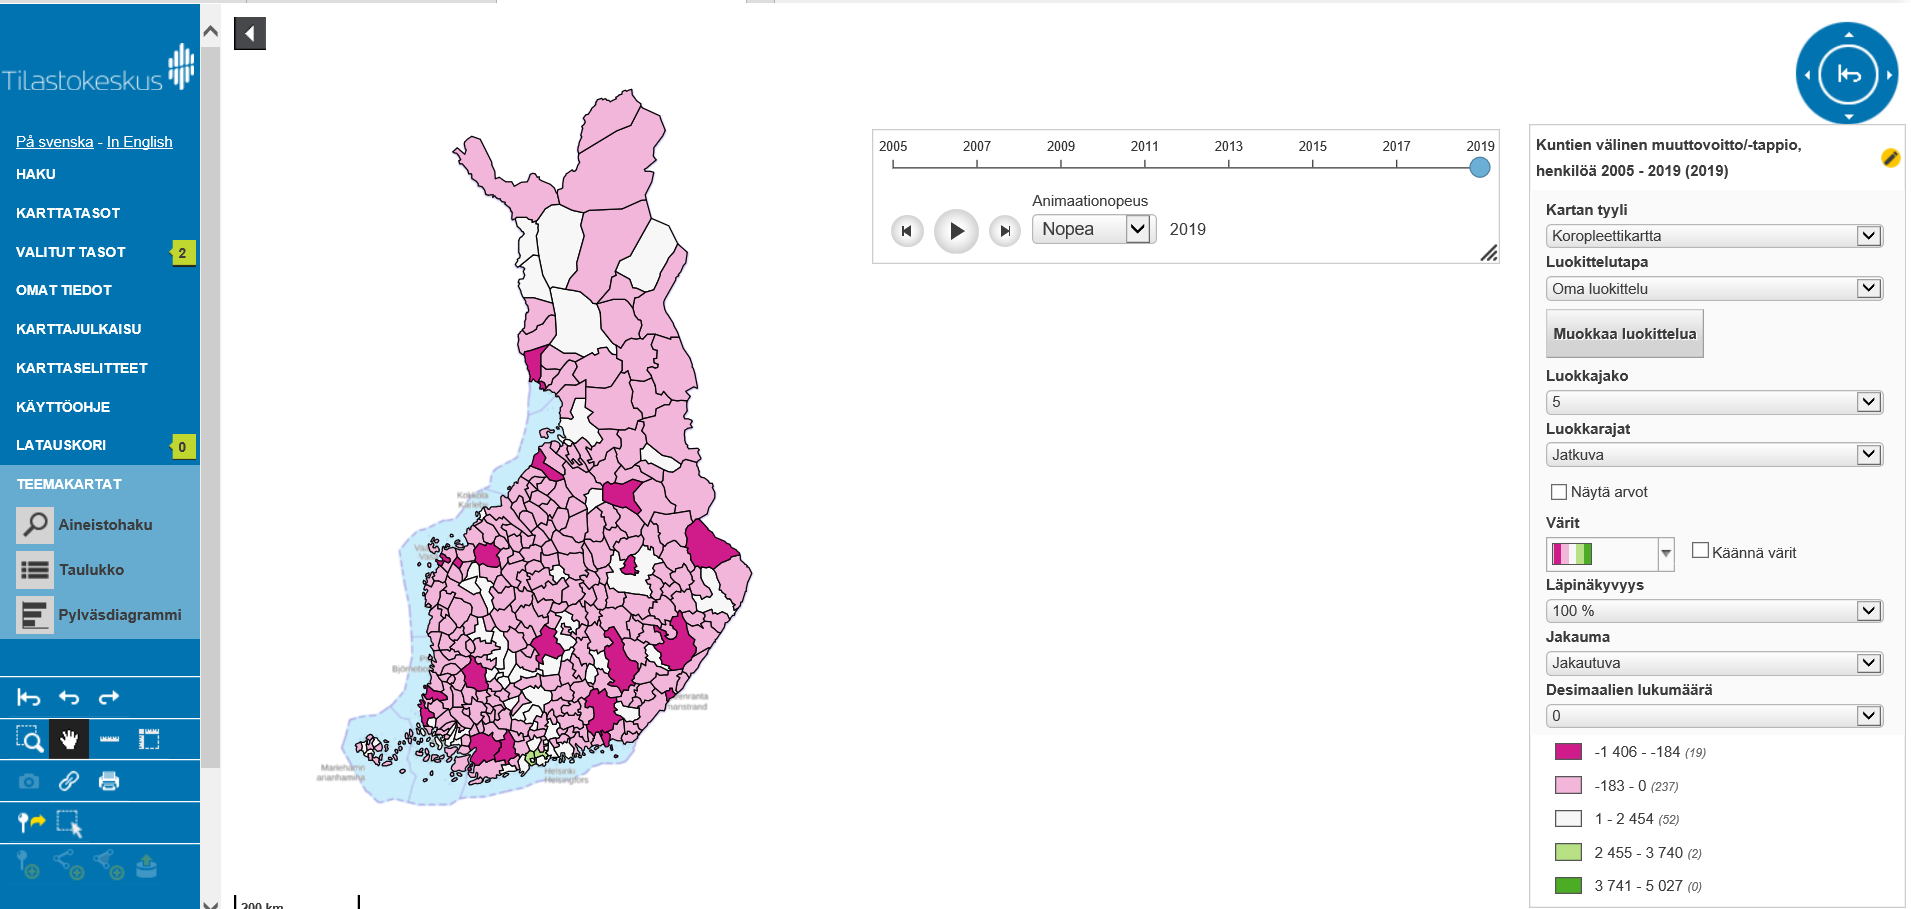 Tilastokeskus
På svenska - In English
HAKU
KARTTATASOT
VALITUT TASOT 2
OMAT TIEDOT
KARTTAJULKAISU
KARTTASELITTEET
KÄYTTÖOHJE
LATAUSKORI 0
TEEMAKARTAT
Aineistohaku
Taulukko
Pylväsdiagrammi
Kokkola
Helsinki
Helsingfors
200 km
2005 2007 2009 2011 2013 2015 2017 2019
Animaationopeus
Nopea 2019
Kuntien välinen muuttovoitto/-tappio,
henkilöä 2005 - 2019 (2019)
Kartan tyyli
Koropleettikartta
Luokittelutapa
Oma luokittelu
Muokkaa luokittelua
Luokkajako
5
Luokkarajat
Jatkuva
Näytä arvot
Värit
Käännä värit
Läpinäkyvyys
100 %
Jakauma
Jakautuva
Desimaalien lukumäärä
0
-1 406 - -184 (19)
-183 - 0 (237)
1 - 2 454 (52)
2 455 - 3 740 (2)
3 741 - 5 027 (0)